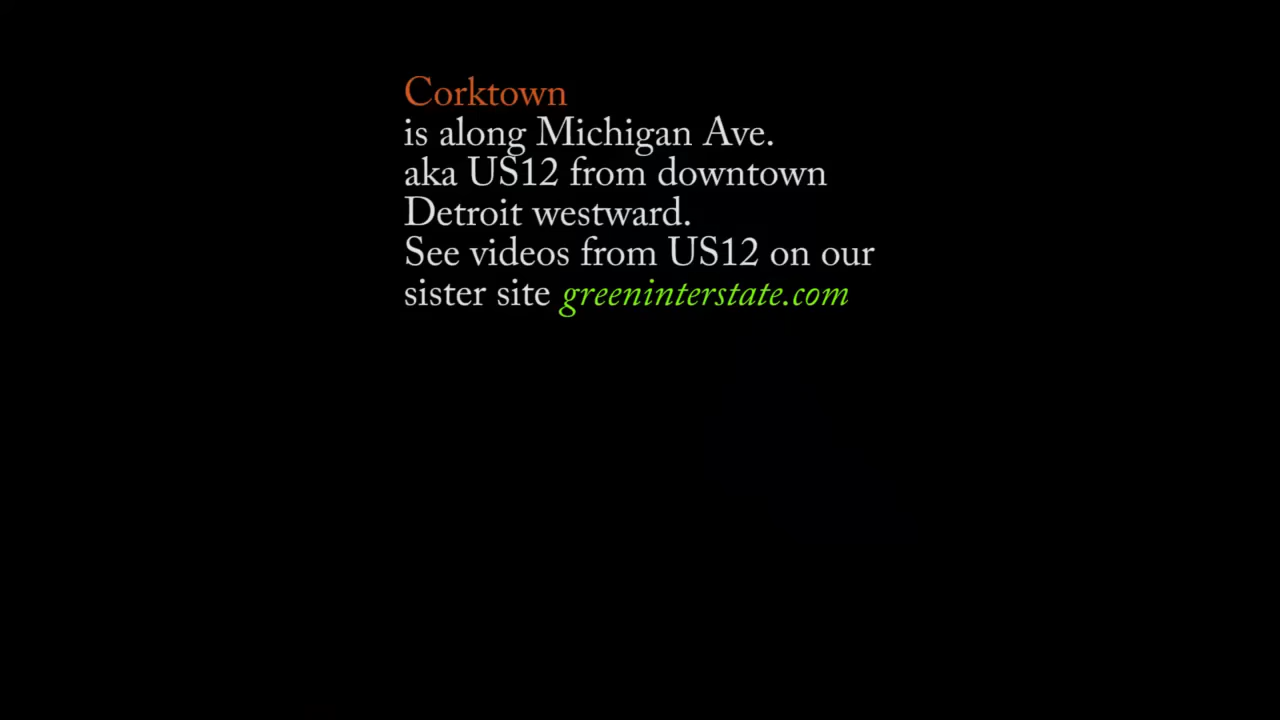 Corktown
is along Michigan Ave.
aka US12 from downtown
Detroit westward.
See videos from US12 on our
sister site greeninterstate.com